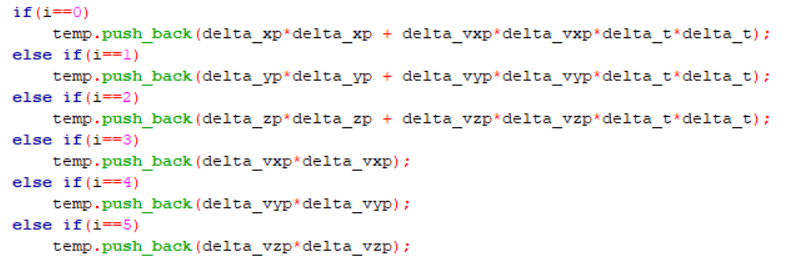 if(i==0)
temp.push_back(delta_xp*delta_xp + delta_vxp*delta_vxp*delta_t*delta_t);
else if(i==1)
temp.push_back(delta_yp*delta_yp + delta_vyp*delta_vyp*delta_t*delta_t);
else if(i==2)
temp.push_back(delta_zp*delta_zp + delta_vzp*delta_vzp*delta_t*delta_t);
else if(i==3)
temp.push_back(delta_vxp*delta_vxp);
else if(i==4)
temp.push_back(delta_vyp*delta_vyp);
else if(i==5)
temp.push_back(delta_vzp*delta_vzp);